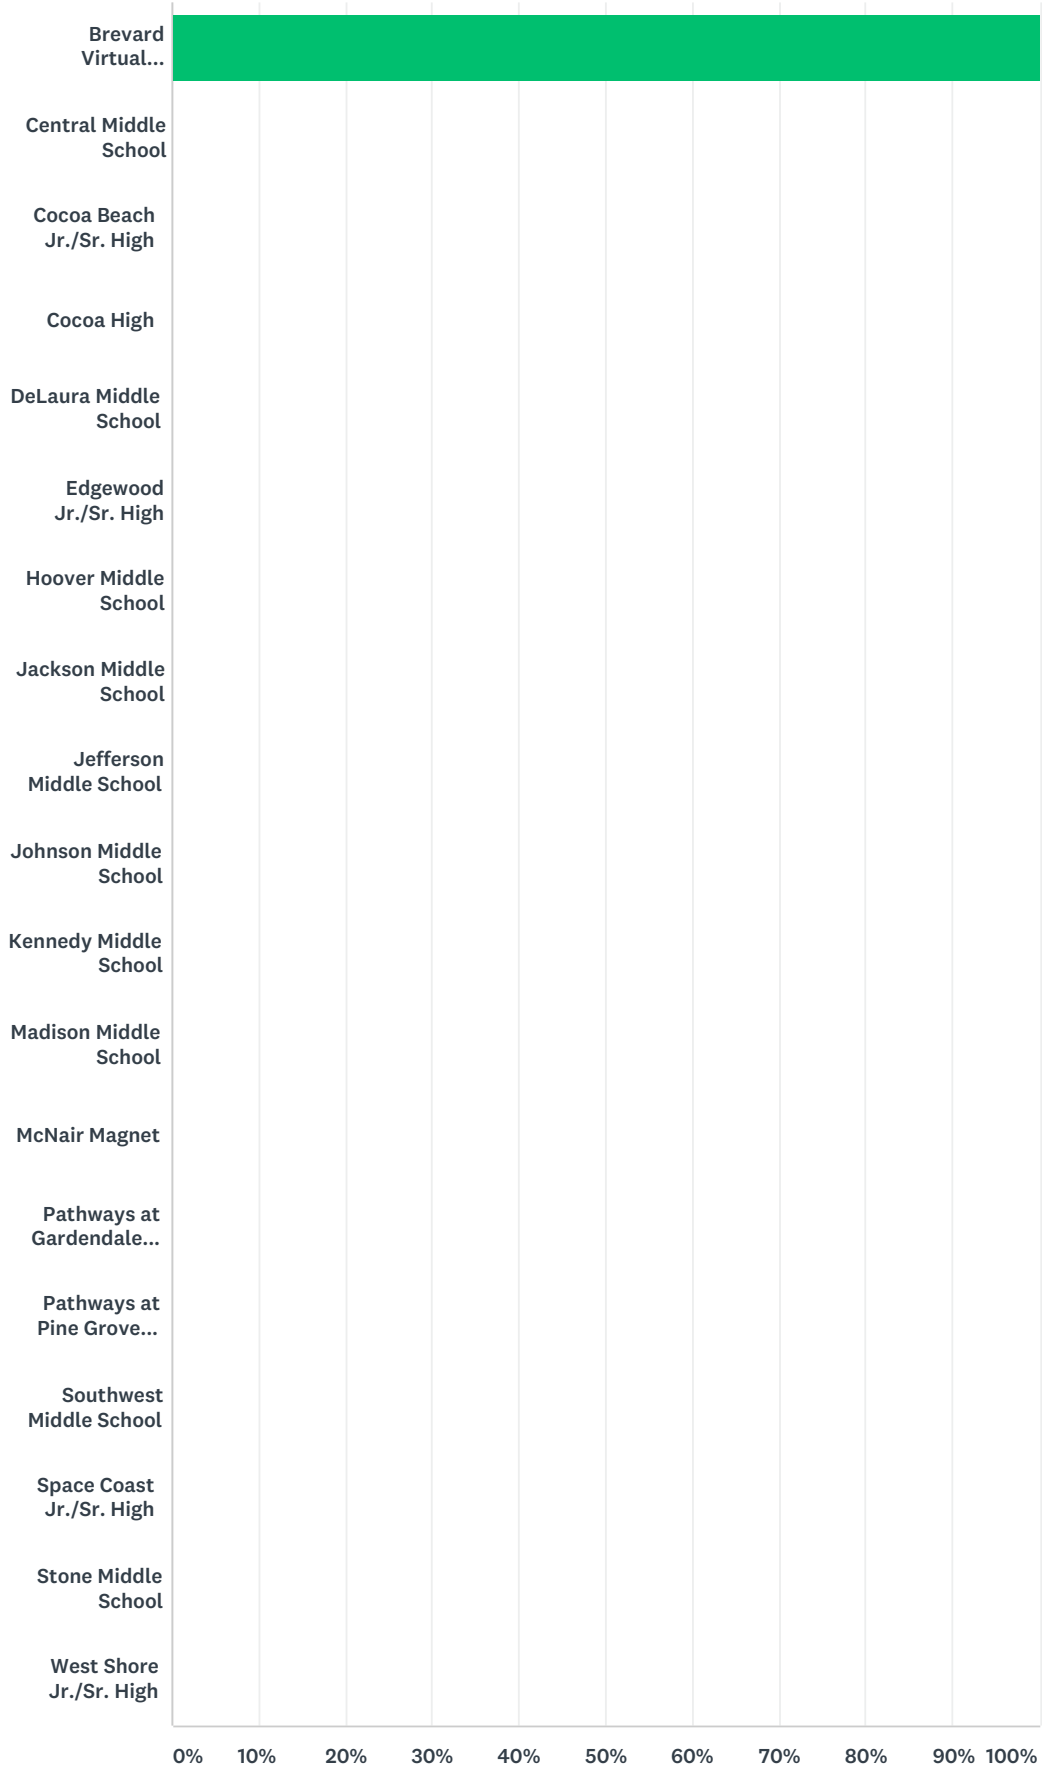 Brevard
Virtual...
Central Middle
School
Cocoa Beach
Jr./Sr. High
Cocoa High
DeLaura Middle
School
Edgewood
Jr./Sr. High
Hoover Middle
School
Jackson Middle
School
Jefferson
Middle School
Johnson Middle
School
Kennedy Middle
School
Madison Middle
School
McNair Magnet
Pathways at
Gardendale...
Pathways at
Pine Grove...
Southwest
Middle School
Space Coast
Jr./Sr. High
Stone Middle
School
West Shore
Jr./Sr. High
0% 10% 20% 30% 40% 50% 60% 70% 80% 90% 100%